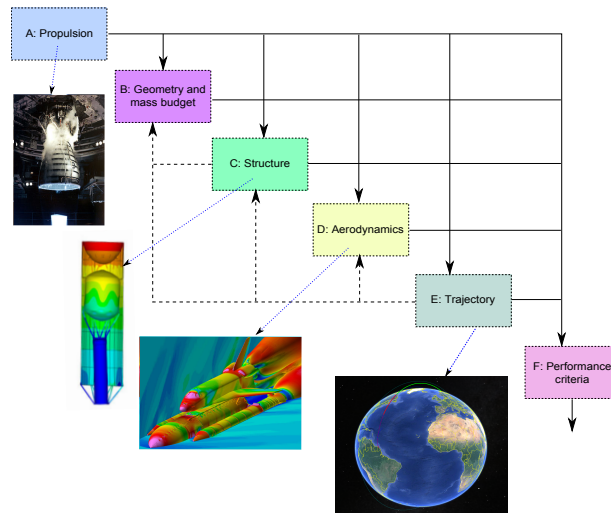 A: Propulsion
B: Geometry and
mass budget
C: Structure
D: Aerodynamics
E: Trajectory
F: Performance
criteria